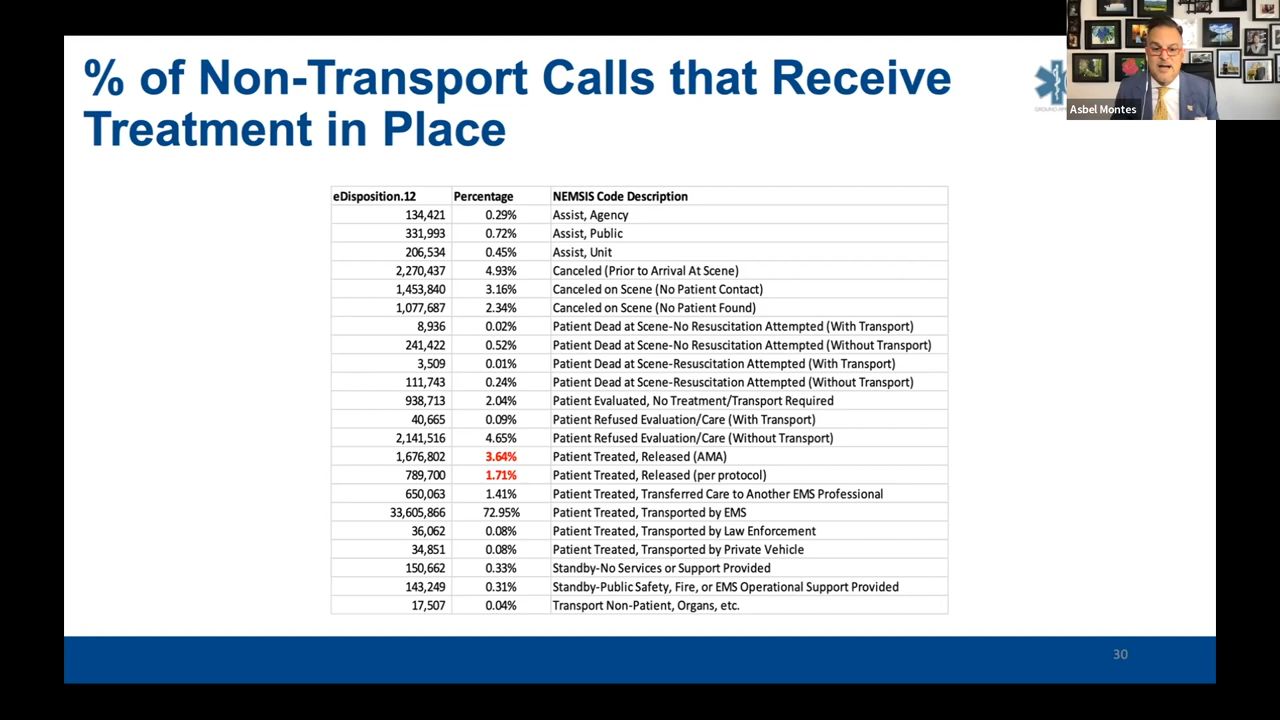 % of Non-Transport Calls that Receive
Treatment in Place
Asbel Montes
eDisposition.12 Percentage NEMSIS Code Description
134,421 0.29% Assist, Agency
331,993 0.72% Assist, Public
206,534 0.45% Assist, Unit
2,270,437 4.93% Canceled (Prior to Arrival At Scene)
1,453,840 3.16% Canceled on Scene (No Patient Contact)
1,077,687 2.34% Canceled on Scene (No Patient Found)
8,936 0.02% Patient Dead at Scene-No Resuscitation Attempted (With Transport)
241,422 0.52% Patient Dead at Scene-No Resuscitation Attempted (Without Transport)
3,509 0.01% Patient Dead at Scene-Resuscitation Attempted (With Transport)
111,743 0.24% Patient Dead at Scene-Resuscitation Attempted (Without Transport)
938,713 2.04% Patient Evaluated, No Treatment/Transport Required
40,665 0.09% Patient Refused Evaluation/Care (With Transport)
2,141,516 4.65% Patient Refused Evaluation/Care (Without Transport)
1,676,802 3.64% Patient Treated, Released (AMA)
789,700 1.71% Patient Treated, Released (per protocol)
650,063 1.41% Patient Treated, Transferred Care to Another EMS Professional
33,605,866 72.95% Patient Treated, Transported by EMS
36,062 0.08% Patient Treated, Transported by Law Enforcement
34,851 0.08% Patient Treated, Transported by Private Vehicle
150,662 0.33% Standby-No Services or Support Provided
143,249 0.31% Standby-Public Safety, Fire, or EMS Operational Support Provided
17,507 0.04% Transport Non-Patient, Organs, etc.
30